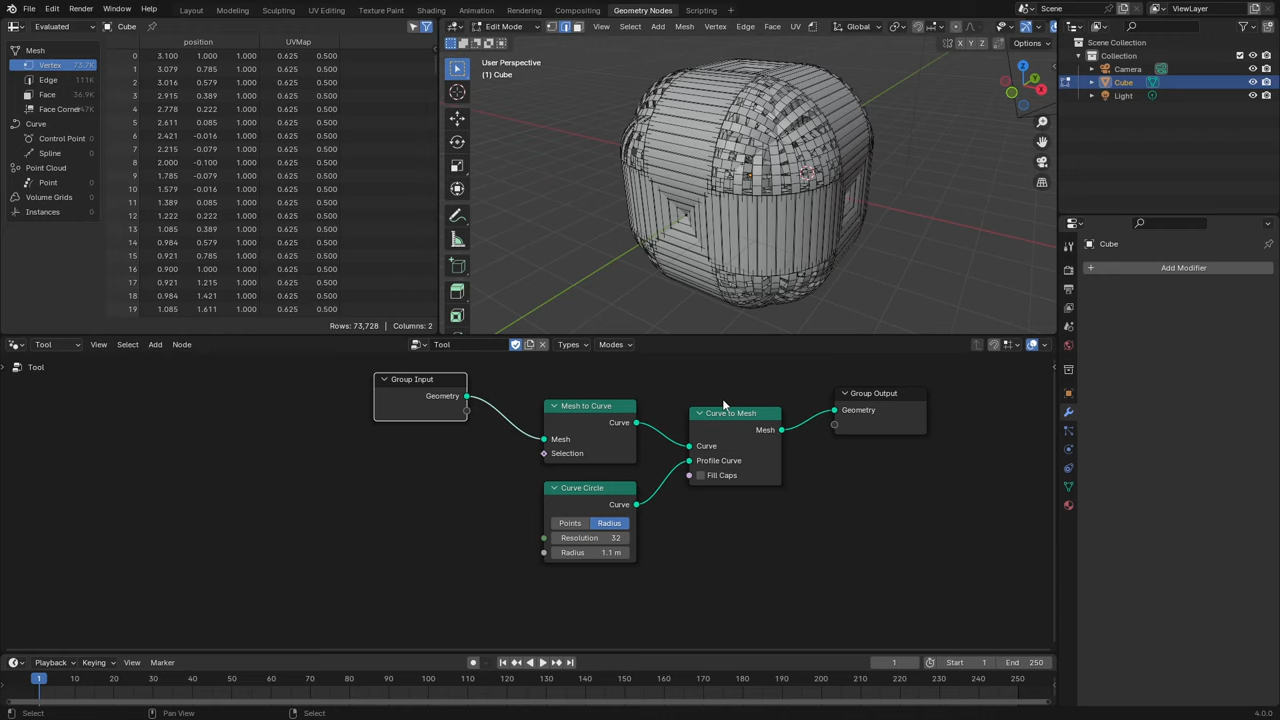 File Edit Render Window Help Layout Modeling Sculpting UV Editing Texture Paint Shading Animation Rendering Compositing Geometry Nodes Scripting + Scene ViewLayer
Evaluated Cube
Edit Mode View Select Add Mesh Vertex Edge Face UV Global
X Y Z Options
User Perspective
(1) Cube
Z
Y
X
position UVMap
Mesh
Vertex 73.7K
Edge 111K
Face 36.9K
Face Corner
Curve
Control Point 0
Spline 0
Point Cloud
Point 0
Volume Grids
Instances 0
0 3.100 1.000 1.000 0.625 0.500
1 3.079 0.785 1.000 0.625 0.500
2 3.016 0.579 1.000 0.625 0.500
3 2.915 0.389 1.000 0.625 0.500
4 2.778 0.222 1.000 0.625 0.500
5 2.611 0.085 1.000 0.625 0.500
6 2.421 -0.016 1.000 0.625 0.500
7 2.215 -0.079 1.000 0.625 0.500
8 2.000 -0.100 1.000 0.625 0.500
9 1.785 -0.079 1.000 0.625 0.500
10 1.579 -0.016 1.000 0.625 0.500
11 1.389 0.085 1.000 0.625 0.500
12 1.222 0.222 1.000 0.625 0.500
13 1.085 0.389 1.000 0.625 0.500
14 0.984 0.579 1.000 0.625 0.500
15 0.921 0.785 1.000 0.625 0.500
16 0.900 1.000 1.000 0.625 0.500
17 0.921 1.215 1.000 0.625 0.500
18 0.984 1.421 1.000 0.625 0.500
19 1.085 1.611 1.000 0.625 0.500
Rows: 73,728 | Columns: 2
Scene Collection
Collection
Camera
Cube
Light
Cube
+ Add Modifier
Tool View Select Add Node Tool Types Modes
Tool
Group Input
Geometry
Mesh to Curve
Curve
Mesh
Selection
Curve Circle
Curve
Points Radius
Resolution 32
Radius 1.1 m
Curve to Mesh
Mesh
Curve
Profile Curve
Fill Caps
Group Output
Geometry
Playback Keying View Marker 1 Start 1 End 250
1 10 20 30 40 50 60 70 80 90 100 110 120 130 140 150 160 170 180 190 200 210 220 230 240 250
Select Pan View Select 4.0.0